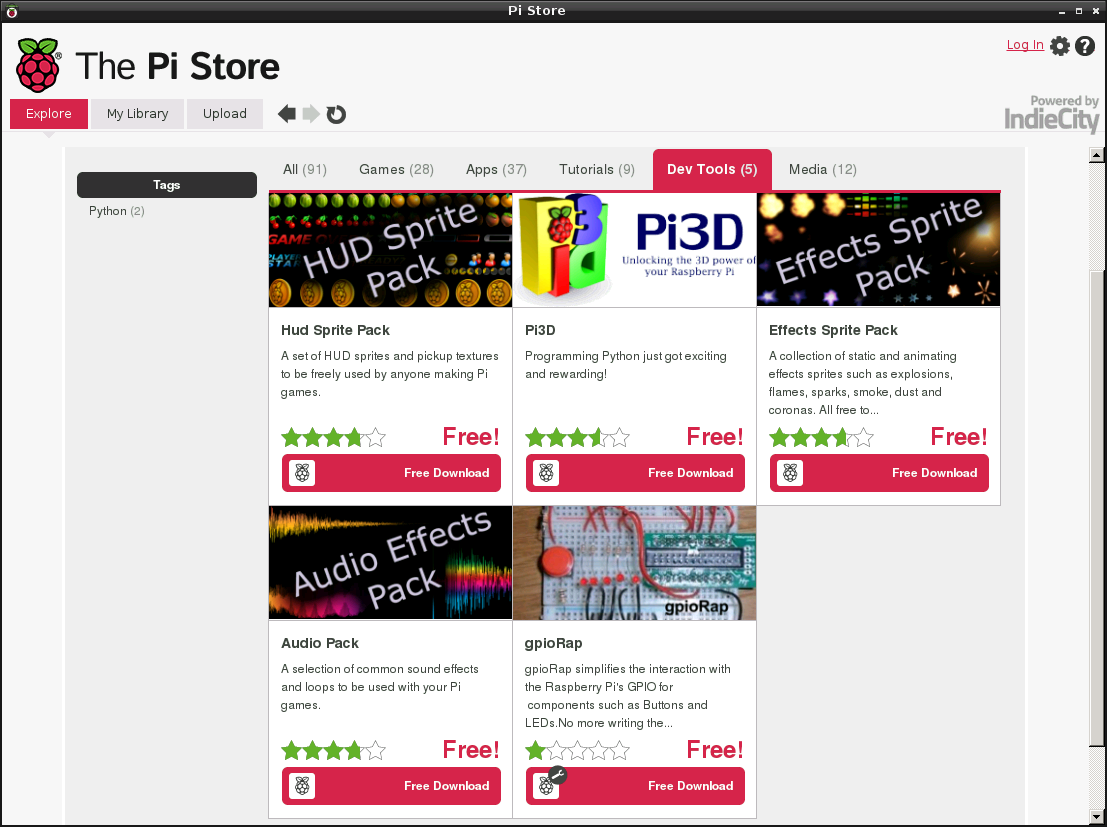 Pi Store
The Pi Store
®
Log In
?
Explore
My Library
Upload
Powered by
IndieCity
Tags
Python (2)
All (91)
Games (28)
Apps (37)
Tutorials (9)
Dev Tools (5)
Media (12)
HUD Sprite
Pack
Pi3D
Unlocking the 3D power of
your Raspberry Pi
Effects Sprite
Pack
Hud Sprite Pack
A set of HUD sprites and pickup textures
to be freely used by anyone making Pi
games.
Free!
Free Download
Pi3D
Programming Python just got exciting
and rewarding!
Free!
Free Download
Effects Sprite Pack
A collection of static and animating
effects sprites such as explosions,
flames, sparks, smoke, dust and
coronas. All free to...
Free!
Free Download
Audio Effects
Pack
gpioRap
Audio Pack
A selection of common sound effects
and loops to be used with your Pi
games.
Free!
Free Download
gpioRap
gpioRap simplifies the interaction with
the Raspberry Pi's GPIO for
components such as Buttons and
LEDs.No more writing the...
Free!
Free Download